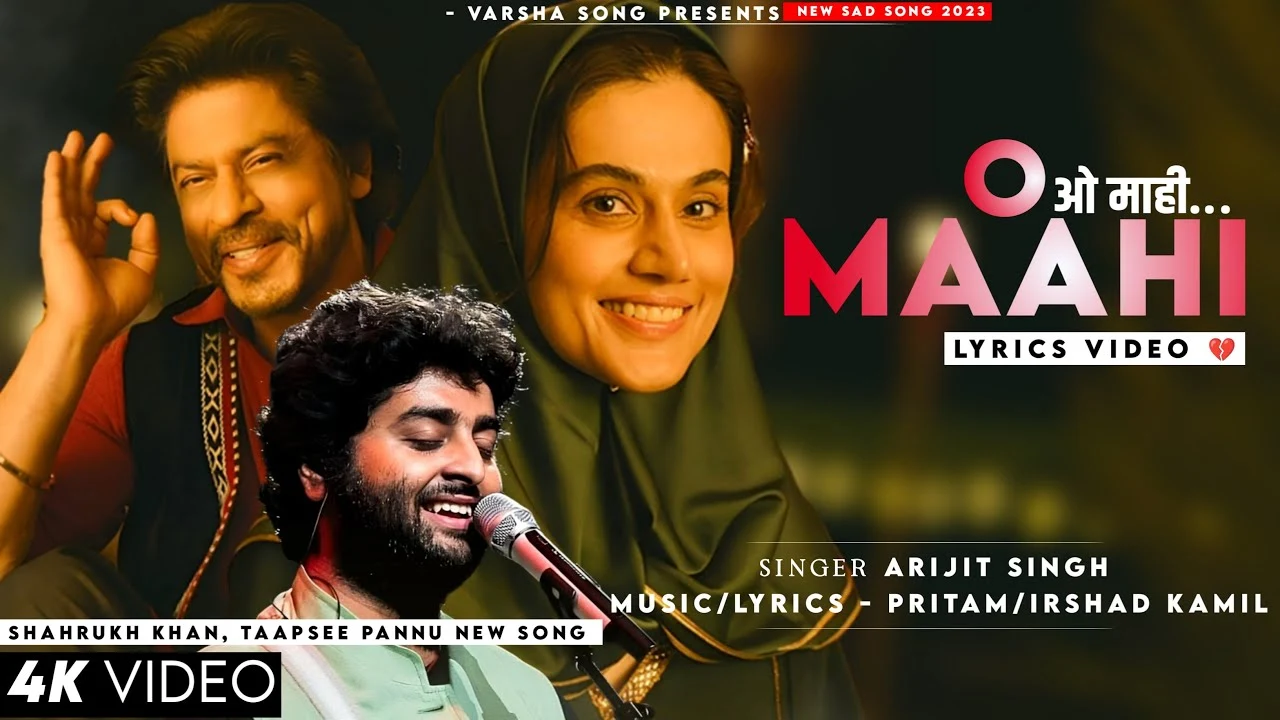 - VARSHA SONG PRESENTS NEW SAD SONG 2023
O ओ माही...
MAAHI
LYRICS VIDEO 💔
SINGER ARIJIT SINGH
MUSIC/LYRICS - PRITAM/IRSHAD KAMIL
SHAHRUKH KHAN, TAAPSEE PANNU NEW SONG
4K VIDEO